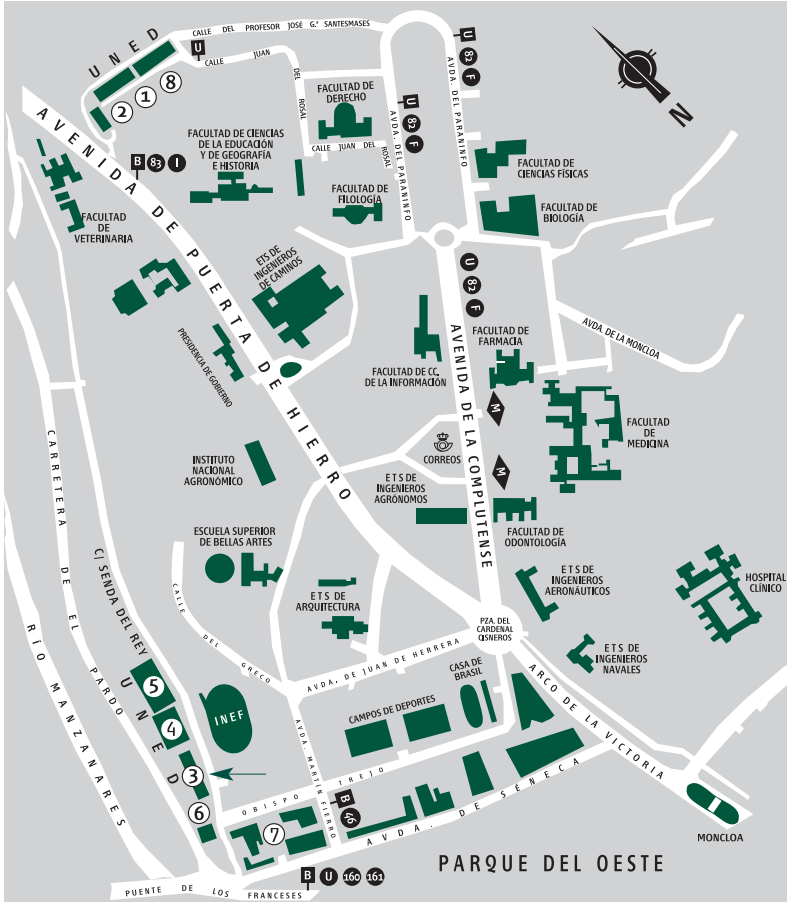 CALLE DEL PROFESOR JOSÉ G.ª SANTESMASES
UNED
U
CALLE JUAN DEL ROSAL
2
1
8
U
82
F
AVDA. DEL PARANINFO
U
82
F
AVDA. DEL PARANINFO
N
FACULTAD DE
DERECHO
CALLE JUAN DEL ROSAL
FACULTAD DE CIENCIAS
DE LA EDUCACIÓN
Y DE GEOGRAFÍA
E HISTORIA
B
83
I
AVENIDA DE PUERTA DE HIERRO
FACULTAD DE
CIENCIAS FÍSICAS
FACULTAD DE
FILOLOGÍA
FACULTAD DE
BIOLOGÍA
FACULTAD
DE
VETERINARIA
ETS DE
INGENIEROS
DE CAMINOS
U
82
F
AVENIDA DE LA COMPLUTENSE
FACULTAD DE
FARMACIA
AVDA. DE LA MONCLOA
PRESIDENCIA DE GOBIERNO
FACULTAD DE CC.
DE LA INFORMACIÓN
M
FACULTAD
DE
MEDICINA
CORREOS
M
INSTITUTO
NACIONAL
AGRONÓMICO
ETS DE
INGENIEROS
AGRÓNOMOS
FACULTAD DE
ODONTOLOGÍA
ESCUELA SUPERIOR
DE BELLAS ARTES
CARRETERA DE EL PARDO
C/ SENDA DEL REY
CALLE DEL GRECO
ETS DE
ARQUITECTURA
ETS DE
INGENIEROS
AERONÁUTICOS
HOSPITAL
CLÍNICO
PZA. DEL
CARDENAL
CISNEROS
RÍO MANZANARES
ETS DE
INGENIEROS
NAVALES
AVDA. DE JUAN DE HERRERA
CASA DE
BRASIL
ARCO DE LA VICTORIA
UNED
5
4
3
6
INEF
CAMPOS DE DEPORTES
AVDA. MARTÍN FIERRO
OBISPO TREJO
B
46
7
AVDA. DE SÉNECA
MONCLOA
PARQUE DEL OESTE
B
U
160
161
PUENTE DE LOS FRANCESES